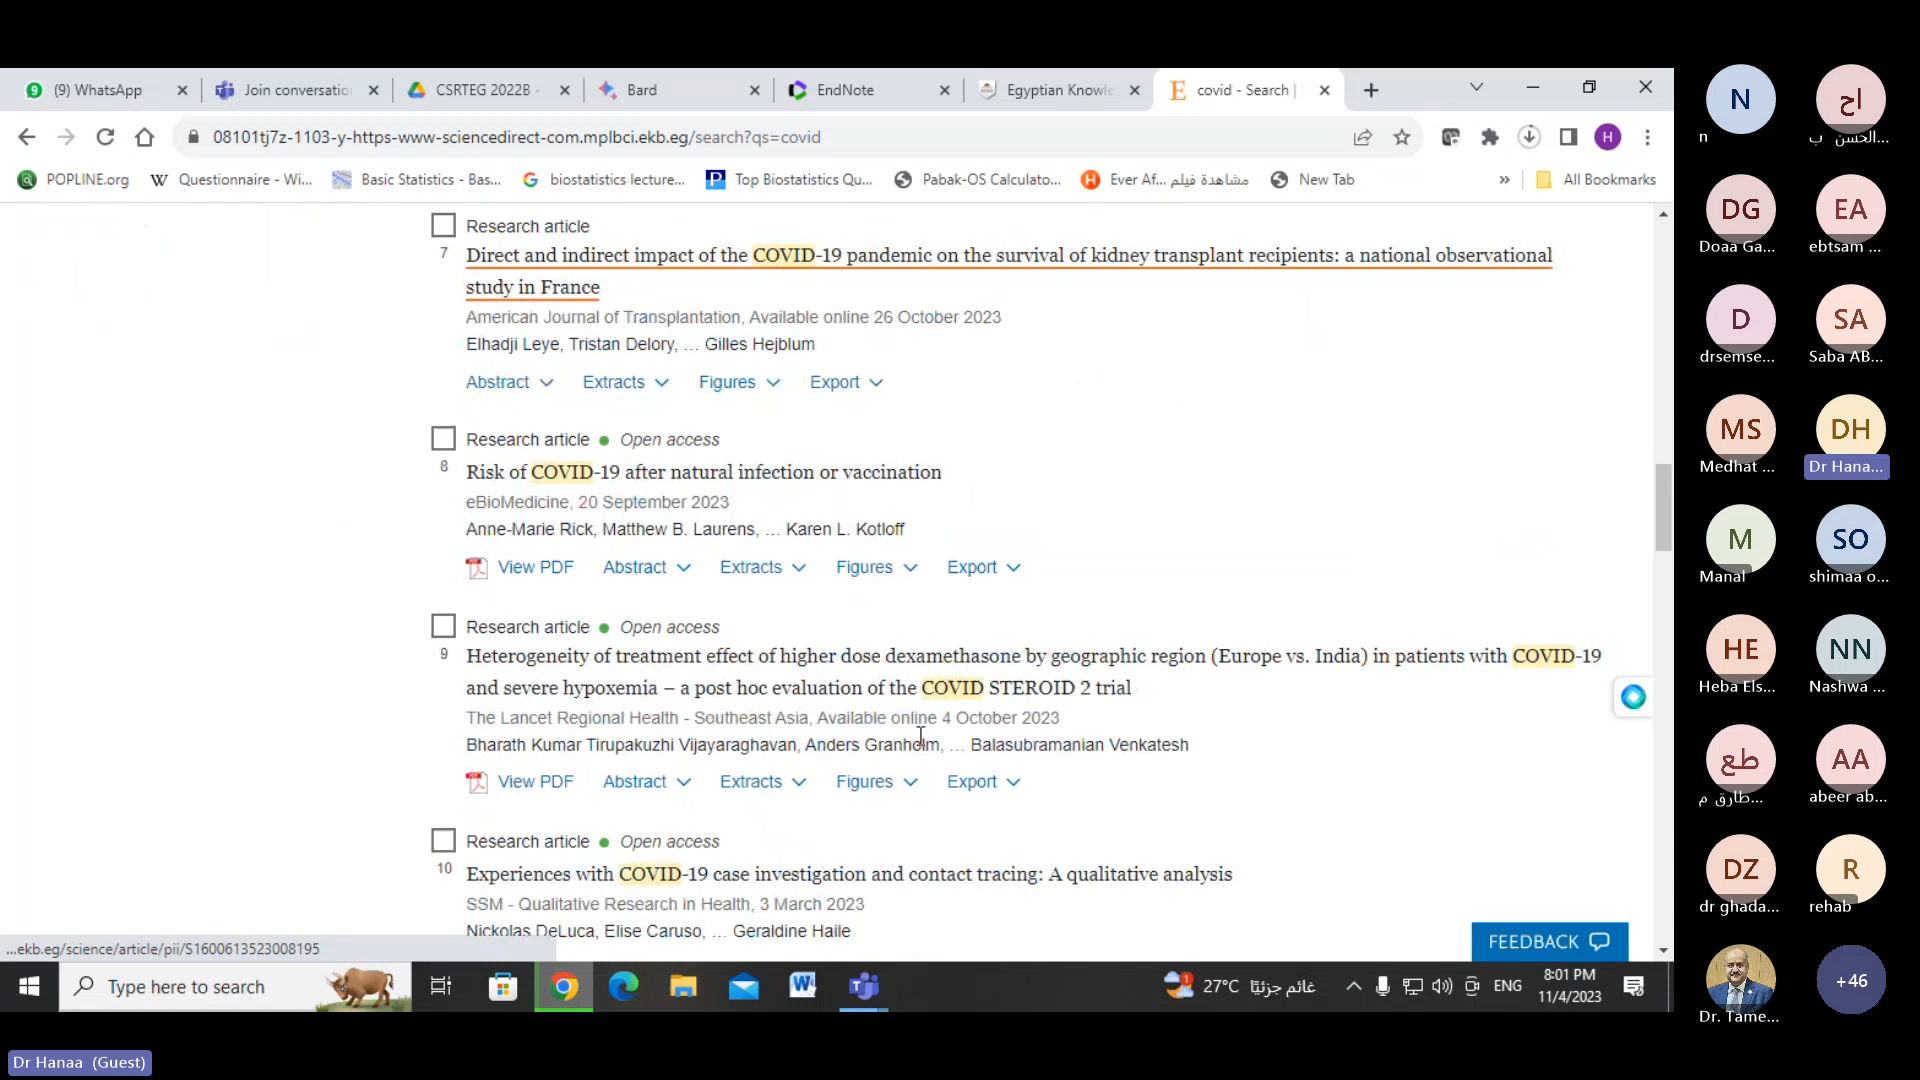 (9) WhatsApp
Join conversatio
CSRTEG 2022B -
Bard
EndNote
Egyptian Knowle
covid - Search |
08101tj7z-1103-y-https-www-sciencedirect-com.mplbci.ekb.eg/search?qs=covid
H
POPLINE.org
Questionnaire - Wi...
Basic Statistics - Bas...
biostatistics lecture...
Top Biostatistics Qu...
Pabak-OS Calculato...
مشاهدة فيلم Ever Af...
New Tab
»
All Bookmarks
Research article
7
Direct and indirect impact of the COVID-19 pandemic on the survival of kidney transplant recipients: a national observational
study in France
American Journal of Transplantation, Available online 26 October 2023
Elhadji Leye, Tristan Delory, … Gilles Hejblum
Abstract
Extracts
Figures
Export
Research article
Open access
8
Risk of COVID-19 after natural infection or vaccination
eBioMedicine, 20 September 2023
Anne-Marie Rick, Matthew B. Laurens, … Karen L. Kotloff
View PDF
Abstract
Extracts
Figures
Export
Research article
Open access
9
Heterogeneity of treatment effect of higher dose dexamethasone by geographic region (Europe vs. India) in patients with COVID-19
and severe hypoxemia – a post hoc evaluation of the COVID STEROID 2 trial
The Lancet Regional Health - Southeast Asia, Available online 4 October 2023
Bharath Kumar Tirupakuzhi Vijayaraghavan, Anders Granholm, … Balasubramanian Venkatesh
View PDF
Abstract
Extracts
Figures
Export
Research article
Open access
10
Experiences with COVID-19 case investigation and contact tracing: A qualitative analysis
SSM - Qualitative Research in Health, 3 March 2023
Nickolas DeLuca, Elise Caruso, … Geraldine Haile
FEEDBACK
...ekb.eg/science/article/pii/S1600613523008195
Type here to search
27°C غائم جزئيًا
ENG
8:01 PM
11/4/2023
Dr Hanaa (Guest)
N
n
اح
الحسن ب...
DG
Doaa Ga...
EA
ebtsam ...
D
drsemse...
SA
Saba AB...
MS
Medhat ...
DH
Dr Hana...
M
Manal
SO
shimaa o...
HE
Heba Els...
NN
Nashwa ...
طع
طارق م...
AA
abeer ab...
DZ
dr ghada...
R
rehab
Dr. Tame...
+46